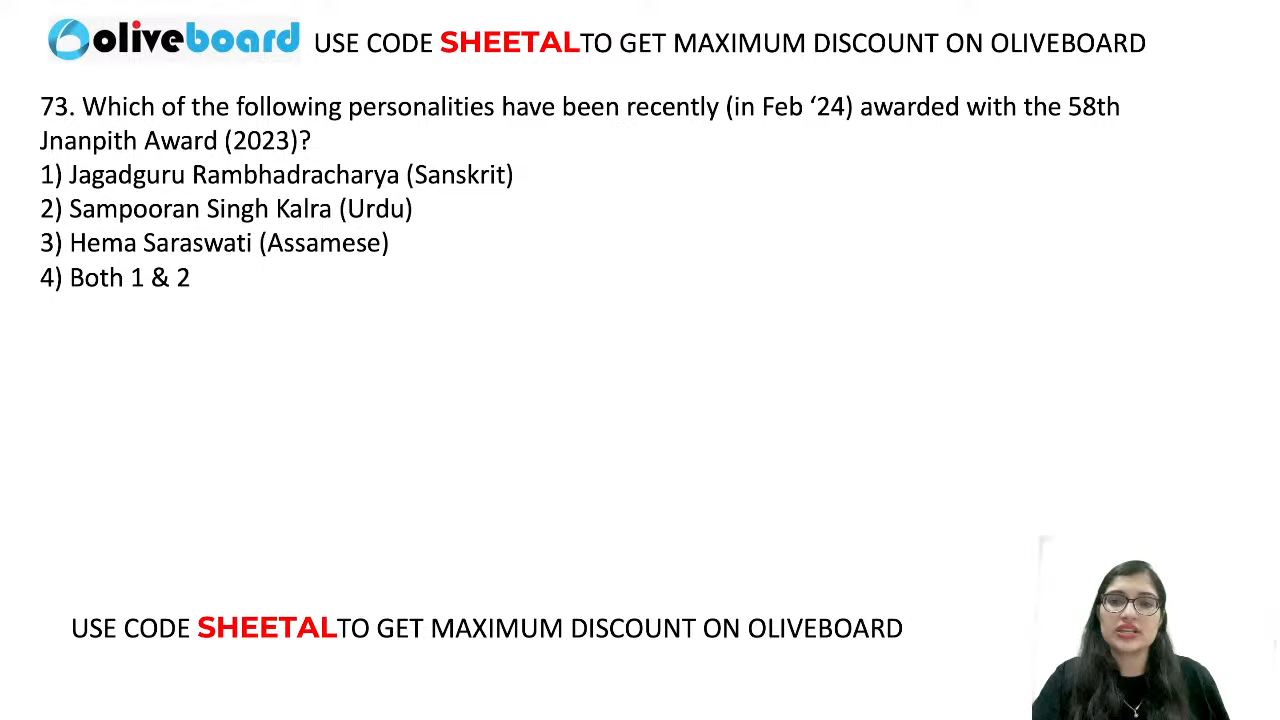 oliveboard USE CODE SHEETAL TO GET MAXIMUM DISCOUNT ON OLIVEBOARD
73. Which of the following personalities have been recently (in Feb ‘24) awarded with the 58th
Jnanpith Award (2023)?
1) Jagadguru Rambhadracharya (Sanskrit)
2) Sampooran Singh Kalra (Urdu)
3) Hema Saraswati (Assamese)
4) Both 1 & 2
USE CODE SHEETAL TO GET MAXIMUM DISCOUNT ON OLIVEBOARD